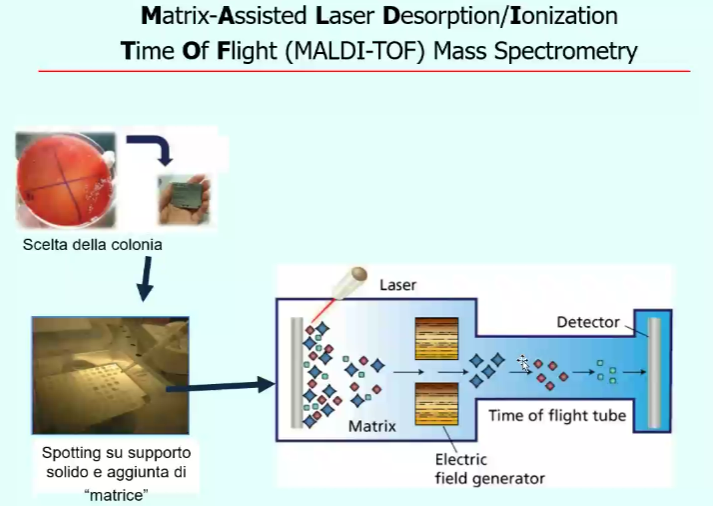 Matrix-Assisted Laser Desorption/Ionization
Time Of Flight (MALDI-TOF) Mass Spectrometry
Scelta della colonia
Spotting su supporto
solido e aggiunta di
“matrice”
Laser
Matrix
Electric
field generator
Time of flight tube
Detector